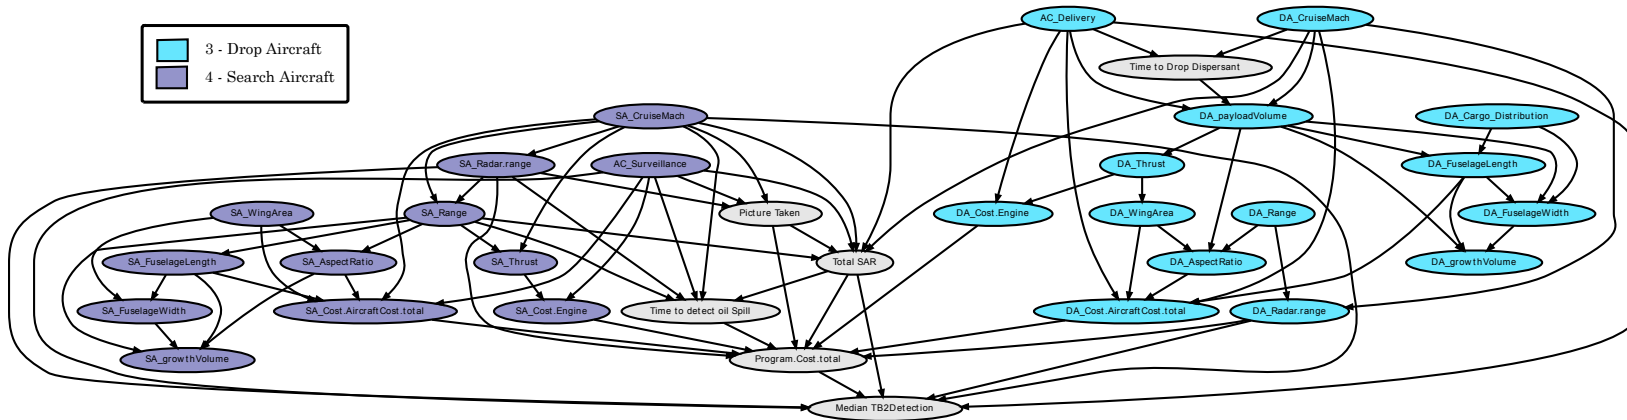 AC_Delivery
DA_CruiseMach
3 - Drop Aircraft
4 - Search Aircraft
Time to Drop Dispersant
SA_CruiseMach
DA_payloadVolume
DA_Cargo_Distribution
SA_Radar.range
AC_Surveillance
DA_Thrust
DA_FuselageLength
SA_WingArea
SA_Range
Picture Taken
DA_Cost.Engine
DA_WingArea
DA_Range
DA_FuselageWidth
SA_FuselageLength
SA_AspectRatio
SA_Thrust
Total SAR
DA_AspectRatio
DA_growthVolume
SA_FuselageWidth
SA_Cost.AircraftCost.total
SA_Cost.Engine
Time to detect oil Spill
DA_Cost.AircraftCost.total
DA_Radar.range
SA_growthVolume
Program.Cost.total
Median TB2Detection